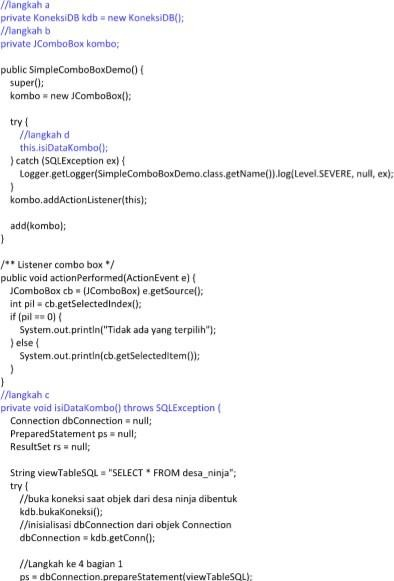 //langkah a
private KoneksiDB kdb = new KoneksiDB();
//langkah b
private JComboBox kombo;

public SimpleComboBoxDemo() {
  super();
  kombo = new JComboBox();

  try {
    //langkah d
    this.isiDataKombo();
  } catch (SQLException ex) {
    Logger.getLogger(SimpleComboBoxDemo.class.getName()).log(Level.SEVERE, null, ex);
  }
  kombo.addActionListener(this);

  add(kombo);
}

/** Listener combo box */
public void actionPerformed(ActionEvent e) {
  JComboBox cb = (JComboBox) e.getSource();
  int pil = cb.getSelectedIndex();
  if (pil == 0) {
    System.out.println("Tidak ada yang terpilih");
  } else {
    System.out.println(cb.getSelectedItem());
  }
}
//langkah c
private void isiDataKombo() throws SQLException {
  Connection dbConnection = null;
  PreparedStatement ps = null;
  ResultSet rs = null;

  String viewTableSQL = "SELECT * FROM desa_ninja";
  try {
    //buka koneksi saat objek dari desa ninja dibentuk
    kdb.bukaKoneksi();
    //inisialisasi dbConnection dari objek Connection
    dbConnection = kdb.getConn();

    //Langkah ke 4 bagian 1
    ps = dbConnection.prepareStatement(viewTableSQL);